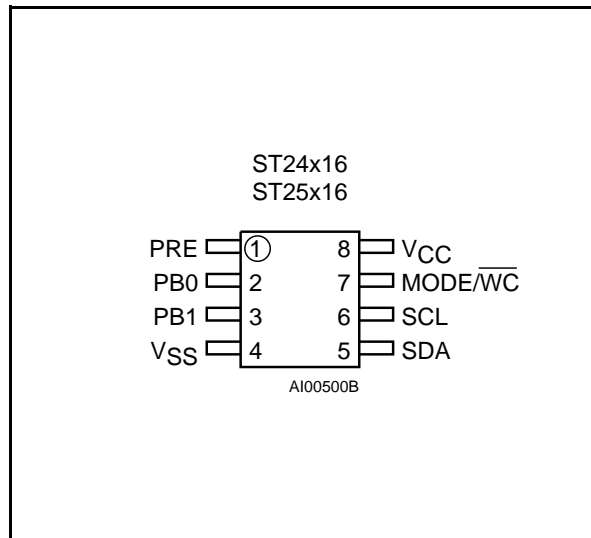 ST24x16
ST25x16
PRE 1 8 VCC
PB0 2 7 MODE/W̅C̅
PB1 3 6 SCL
VSS 4 5 SDA
AI00500B